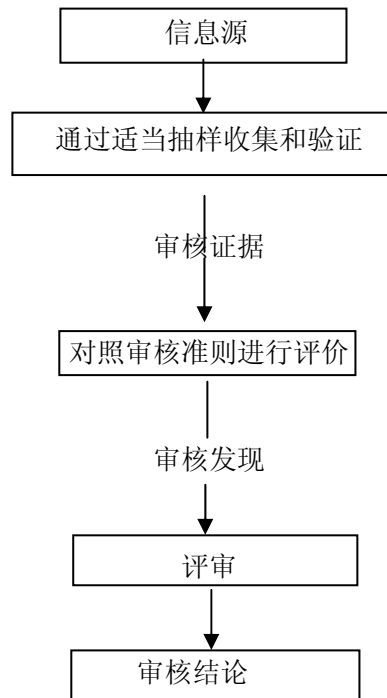 信息源
通过适当抽样收集和验证
审核证据
对照审核准则进行评价
审核发现
评审
审核结论